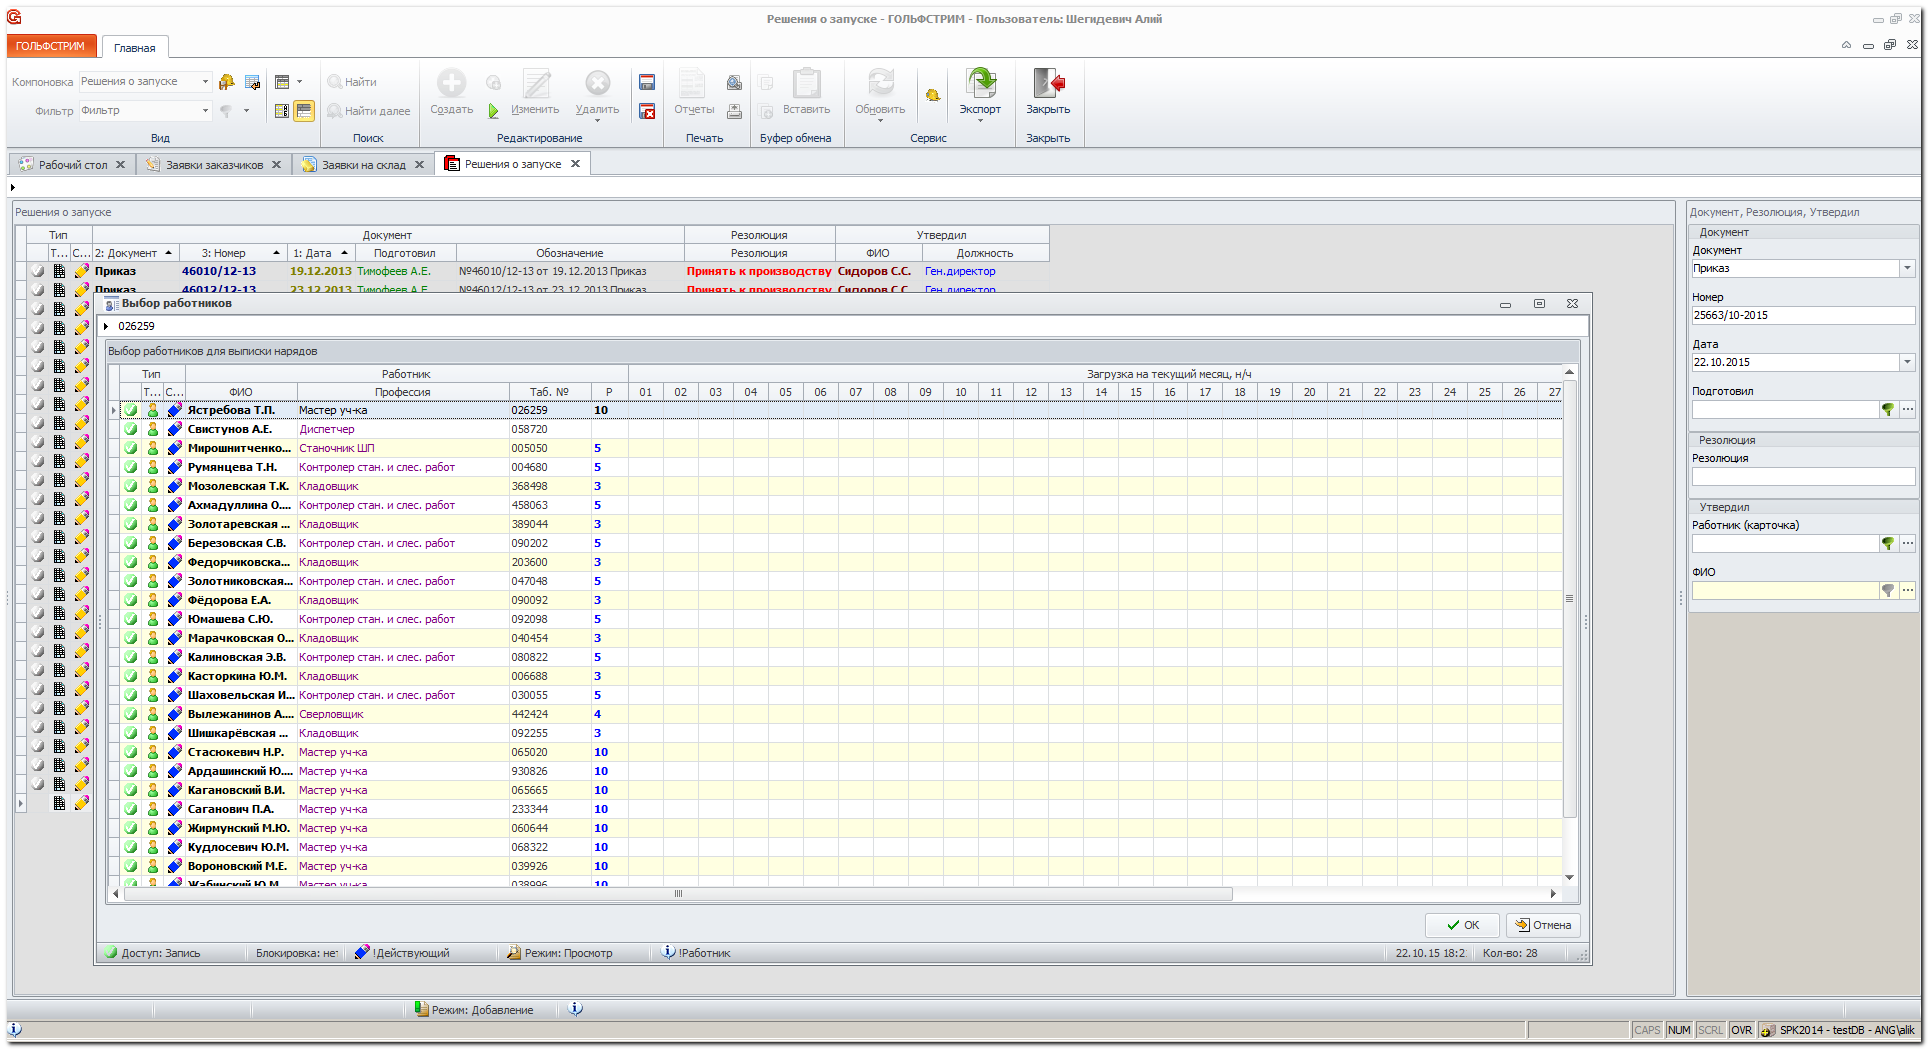 Решения о запуске - ГОЛЬФСТРИМ - Пользователь: Шегидевич Алий
ГОЛЬФСТРИМ Главная
Компоновка Решения о запуске
Фильтр Фильтр
Вид
Найти
Найти далее
Поиск
Создать Изменить Удалить
Редактирование
Отчеты
Печать
Вставить
Буфер обмена
Обновить Экспорт
Сервис
Закрыть
Закрыть
Рабочий стол Заявки заказчиков Заявки на склад Решения о запуске
Решения о запуске
Тип Документ Резолюция Утвердил
Т... С... 2: Документ 3: Номер 1: Дата Подготовил Обозначение Резолюция ФИО Должность
Приказ 46010/12-13 19.12.2013 Тимофеев А.Е. №46010/12-13 от 19.12.2013 Приказ Принять к производству Сидоров С.С. Ген.директор
Приказ 46012/12-13 23.12.2013 Тимофеев А.Е. №46012/12-13 от 23.12.2013 Приказ Принять к производству Сидоров С.С. Ген.директор
Выбор работников
026259
Выбор работников для выписки нарядов
Тип Работник Загрузка на текущий месяц, н/ч
Т... С... ФИО Профессия Таб. № Р 01 02 03 04 05 06 07 08 09 10 11 12 13 14 15 16 17 18 19 20 21 22 23 24 25 26 27
Ястребова Т.П. Мастер уч-ка 026259 10
Свистунов А.Е. Диспетчер 058720
Мирошнитченко... Станочник ШП 005050 5
Румянцева Т.Н. Контролер стан. и слес. работ 004680 5
Мозолевская Т.К. Кладовщик 368498 3
Ахмадуллина О.... Контролер стан. и слес. работ 458063 5
Золотаревская ... Кладовщик 389044 3
Березовская С.В. Контролер стан. и слес. работ 090202 5
Федорчиковска... Кладовщик 203600 3
Золотниковская... Контролер стан. и слес. работ 047048 5
Фёдорова Е.А. Кладовщик 090092 3
Юмашева С.Ю. Контролер стан. и слес. работ 092098 5
Марачковская О... Кладовщик 040454 3
Калиновская Э.В. Контролер стан. и слес. работ 080822 5
Касторкина Ю.М. Кладовщик 006688 3
Шаховельская И... Контролер стан. и слес. работ 030055 5
Вылежанинов А.... Сверловщик 442424 4
Шишкарёвская ... Кладовщик 092255 3
Стасюкевич Н.Р. Мастер уч-ка 065020 10
Ардашинский Ю.... Мастер уч-ка 930826 10
Кагановский В.И. Мастер уч-ка 065665 10
Саганович П.А. Мастер уч-ка 233344 10
Жирмунский М.Ю. Мастер уч-ка 060644 10
Кудлосевич Ю.М. Мастер уч-ка 068322 10
Вороновский М.Е. Мастер уч-ка 039926 10
Жабинский Ю.М. Мастер уч-ка 038996 10
OK Отмена
Доступ: Запись Блокировка: нет !Действующий Режим: Просмотр !Работник 22.10.15 18:2 Кол-во: 28
Документ, Резолюция, Утвердил
Документ
Документ
Приказ
Номер
25663/10-2015
Дата
22.10.2015
Подготовил
Резолюция
Резолюция
Утвердил
Работник (карточка)
ФИО
Режим: Добавление
CAPS NUM SCRL OVR SPK2014 - testDB - ANG\alik